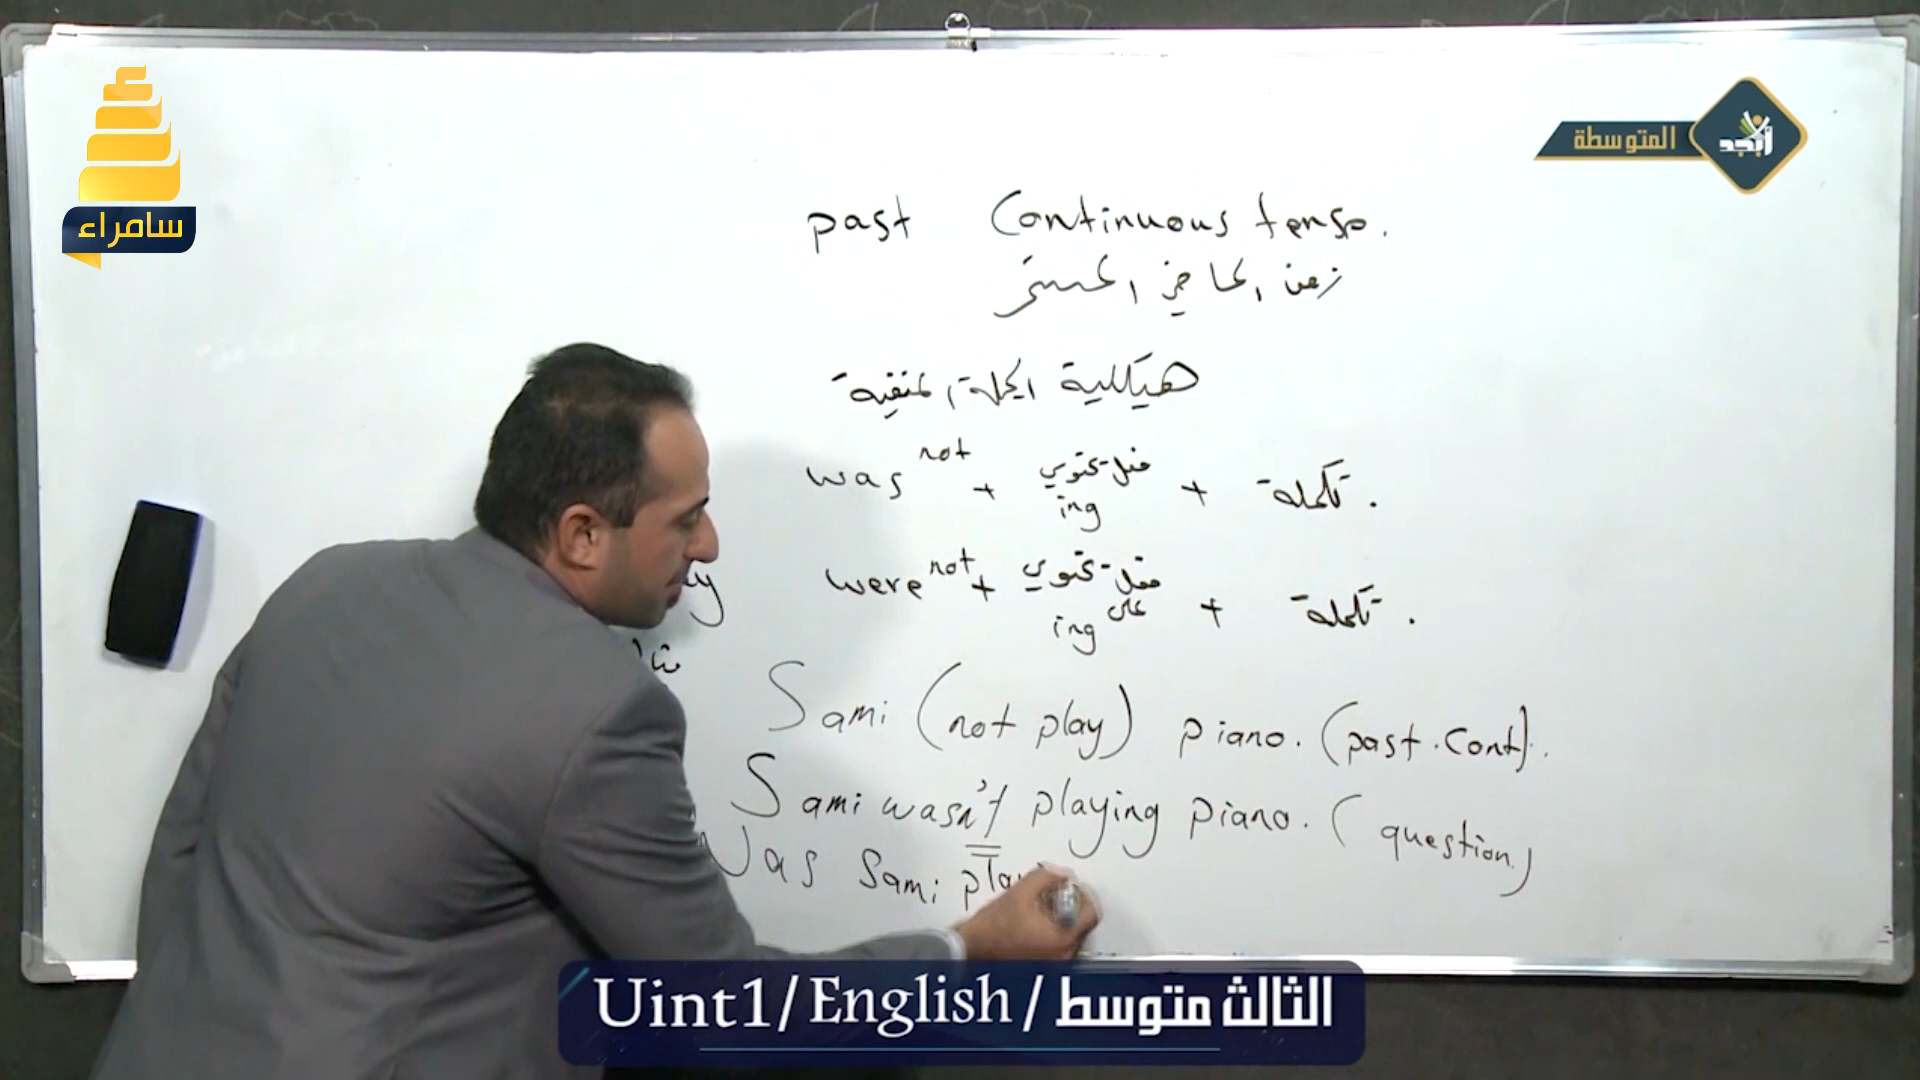 سامراء
المتوسطة
أبجد
past Continuous tense.
زمن الماضي المستمر
هيكلية الجملة المنفية
was not + فعل يحتوي ing + تكملة.
were not + فعل يحتوي على ing + تكملة.
Sami (not play) piano. (past. Cont).
Sami wasn't playing piano. (question)
Was Sami play
Uint1/English/الثالث متوسط